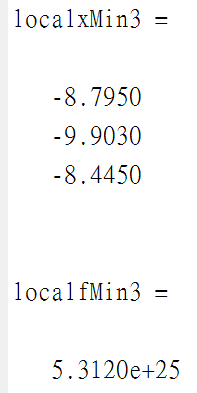 localxMin3 =
-8.7950
-9.9030
-8.4450
localfMin3 =
5.3120e+25